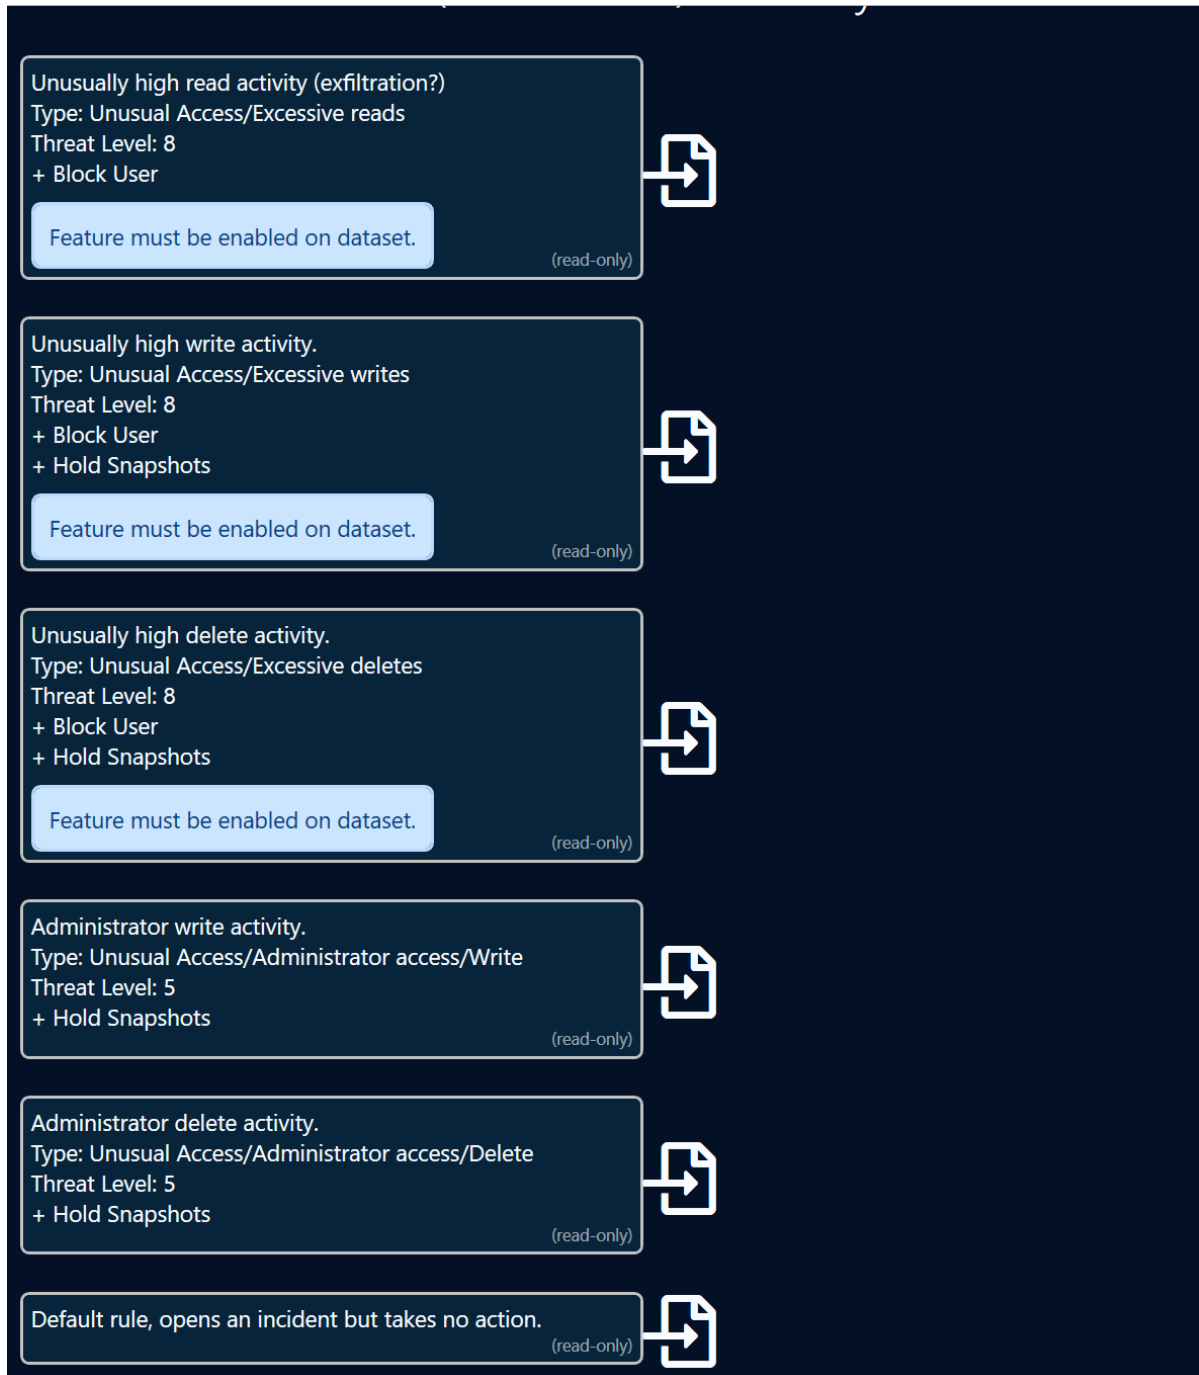 Unusually high read activity (exfiltration?)
Type: Unusual Access/Excessive reads
Threat Level: 8
+ Block User
Feature must be enabled on dataset.
(read-only)
Unusually high write activity.
Type: Unusual Access/Excessive writes
Threat Level: 8
+ Block User
+ Hold Snapshots
Feature must be enabled on dataset.
(read-only)
Unusually high delete activity.
Type: Unusual Access/Excessive deletes
Threat Level: 8
+ Block User
+ Hold Snapshots
Feature must be enabled on dataset.
(read-only)
Administrator write activity.
Type: Unusual Access/Administrator access/Write
Threat Level: 5
+ Hold Snapshots
(read-only)
Administrator delete activity.
Type: Unusual Access/Administrator access/Delete
Threat Level: 5
+ Hold Snapshots
(read-only)
Default rule, opens an incident but takes no action.
(read-only)